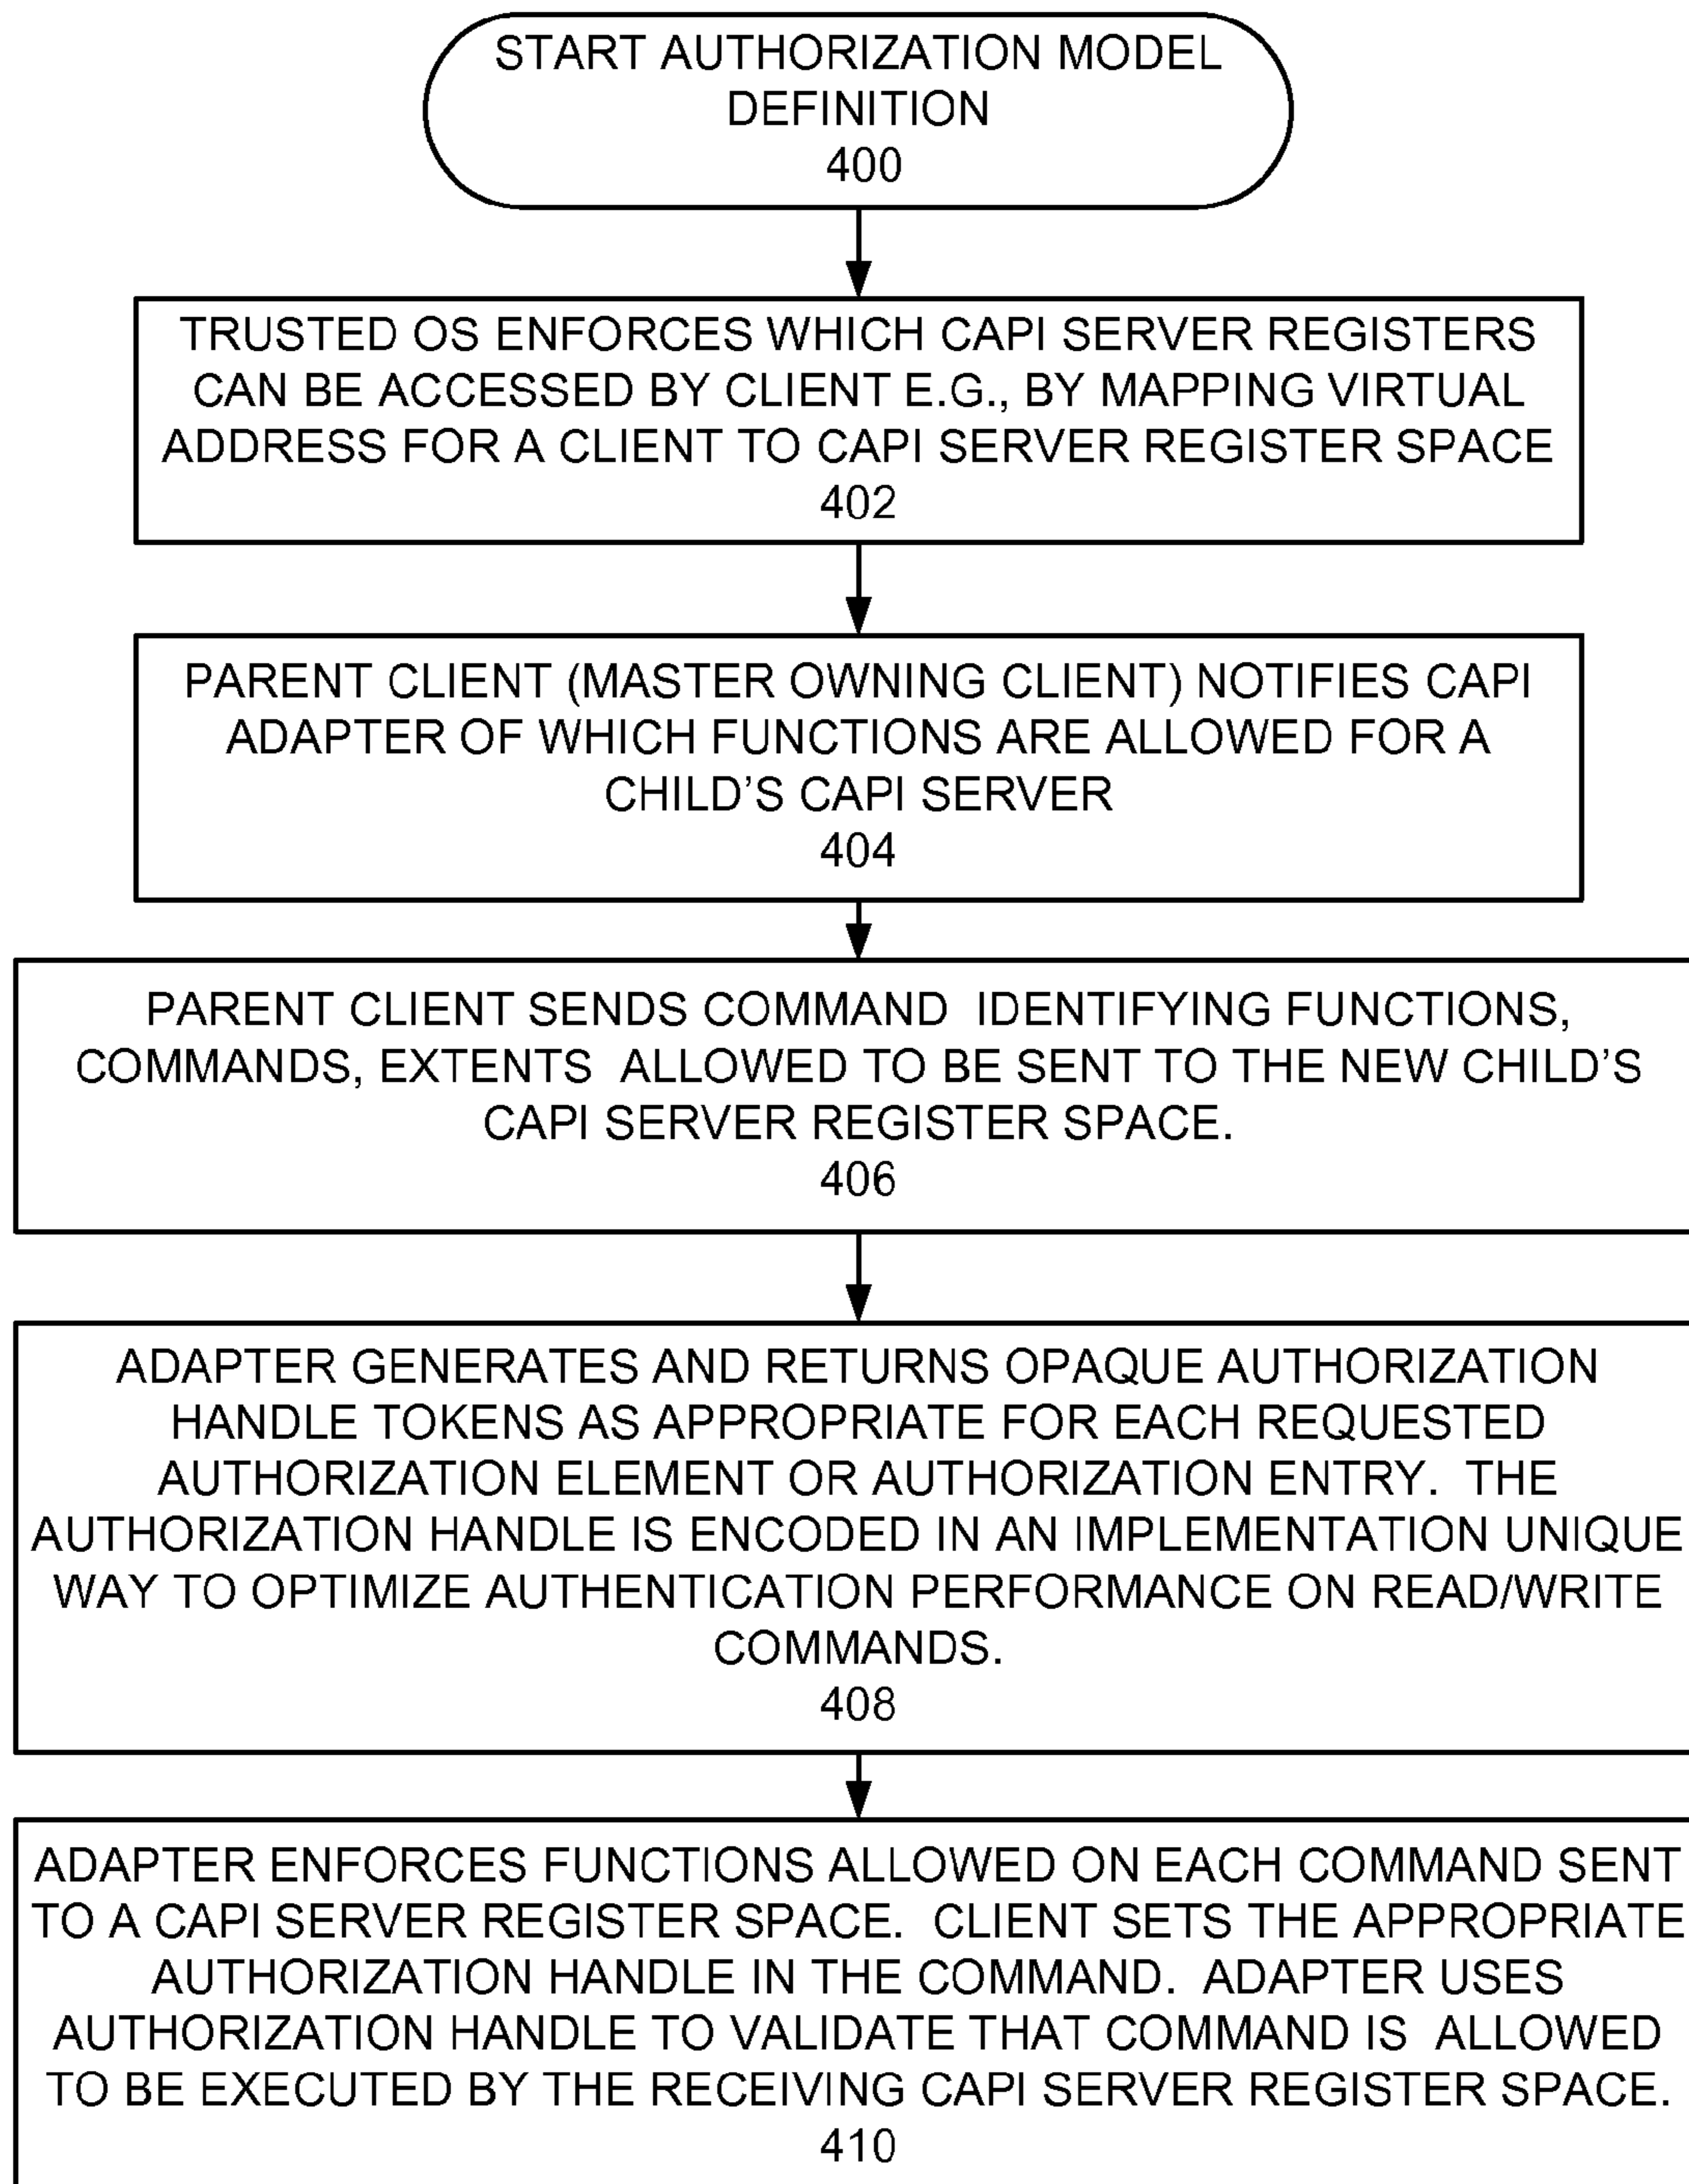 START AUTHORIZATION MODEL
DEFINITION
400
TRUSTED OS ENFORCES WHICH CAPI SERVER REGISTERS
CAN BE ACCESSED BY CLIENT E.G., BY MAPPING VIRTUAL
ADDRESS FOR A CLIENT TO CAPI SERVER REGISTER SPACE
402
PARENT CLIENT (MASTER OWNING CLIENT) NOTIFIES CAPI
ADAPTER OF WHICH FUNCTIONS ARE ALLOWED FOR A
CHILD'S CAPI SERVER
404
PARENT CLIENT SENDS COMMAND  IDENTIFYING FUNCTIONS,
COMMANDS, EXTENTS  ALLOWED TO BE SENT TO THE NEW CHILD'S
CAPI SERVER REGISTER SPACE.
406
ADAPTER GENERATES AND RETURNS OPAQUE AUTHORIZATION
HANDLE TOKENS AS APPROPRIATE FOR EACH REQUESTED
AUTHORIZATION ELEMENT OR AUTHORIZATION ENTRY.  THE
AUTHORIZATION HANDLE IS ENCODED IN AN IMPLEMENTATION UNIQUE
WAY TO OPTIMIZE AUTHENTICATION PERFORMANCE ON READ/WRITE
COMMANDS.
408
ADAPTER ENFORCES FUNCTIONS ALLOWED ON EACH COMMAND SENT
TO A CAPI SERVER REGISTER SPACE.  CLIENT SETS THE APPROPRIATE
AUTHORIZATION HANDLE IN THE COMMAND.  ADAPTER USES
AUTHORIZATION HANDLE TO VALIDATE THAT COMMAND IS  ALLOWED
TO BE EXECUTED BY THE RECEIVING CAPI SERVER REGISTER SPACE.
410